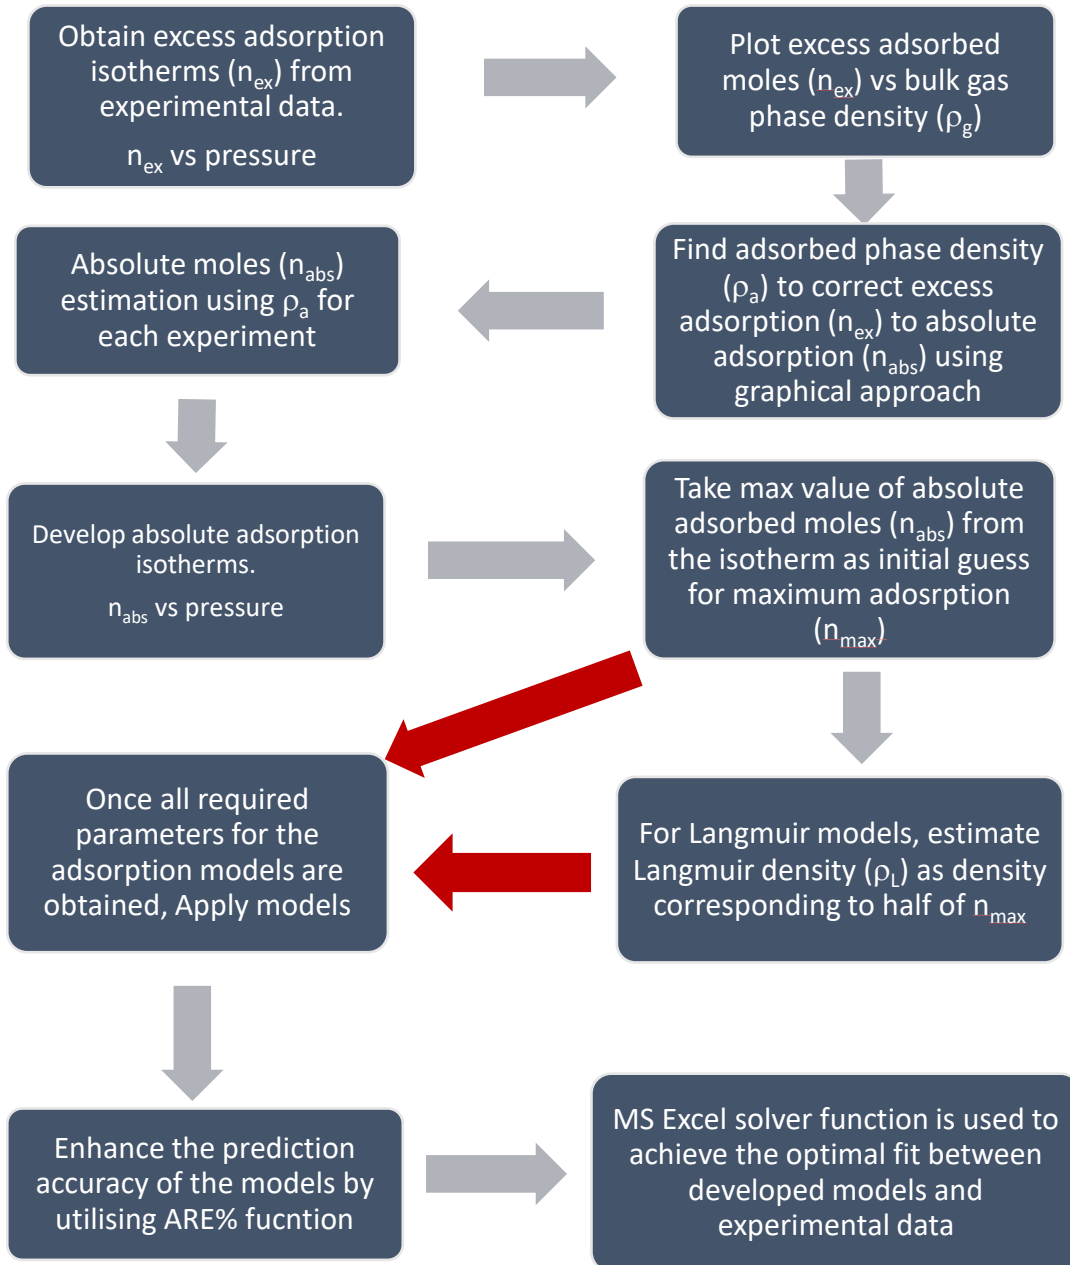 Obtain excess adsorption
isotherms (nex) from
experimental data.
nex vs pressure
Plot excess adsorbed
moles (nex) vs bulk gas
phase density (ρg)
Find adsorbed phase density
(ρa) to correct excess
adsorption (nex) to absolute
adsorption (nabs) using
graphical approach
Absolute moles (nabs)
estimation using ρa for
each experiment
Develop absolute adsorption
isotherms.
nabs vs pressure
Take max value of absolute
adsorbed moles (nabs) from
the isotherm as initial guess
for maximum adosrption
(nmax)
For Langmuir models, estimate
Langmuir density (ρL) as density
corresponding to half of nmax
Once all required
parameters for the
adsorption models are
obtained, Apply models
Enhance the prediction
accuracy of the models by
utilising ARE% fucntion
MS Excel solver function is used to
achieve the optimal fit between
developed models and
experimental data